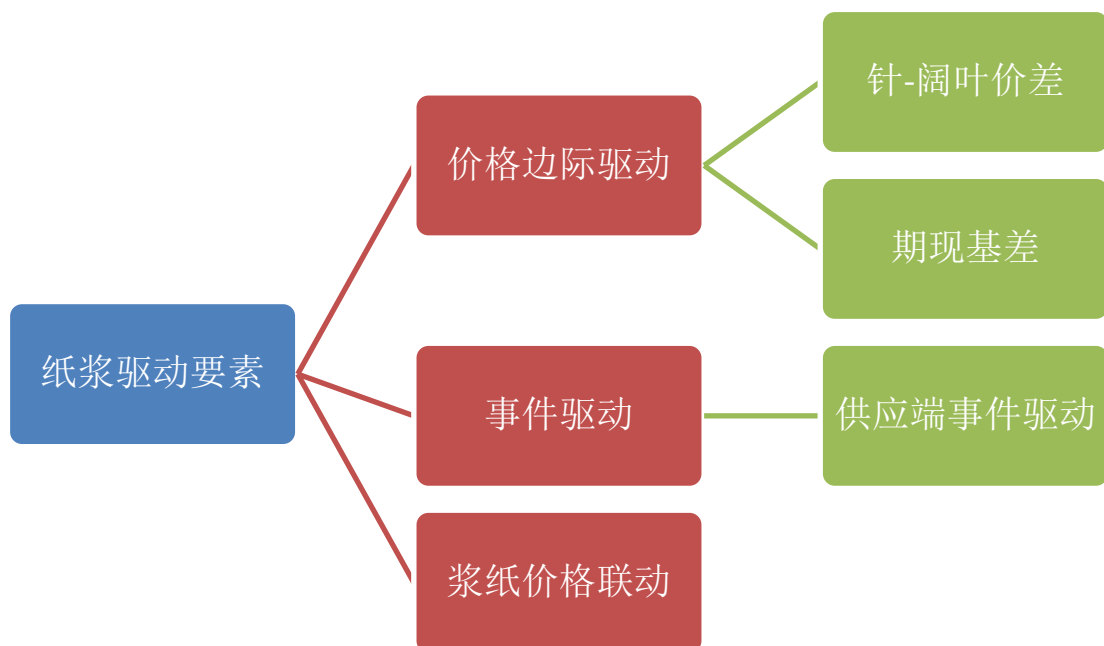 纸浆驱动要素
价格边际驱动
针-阔叶价差
期现基差
事件驱动
供应端事件驱动
浆纸价格联动